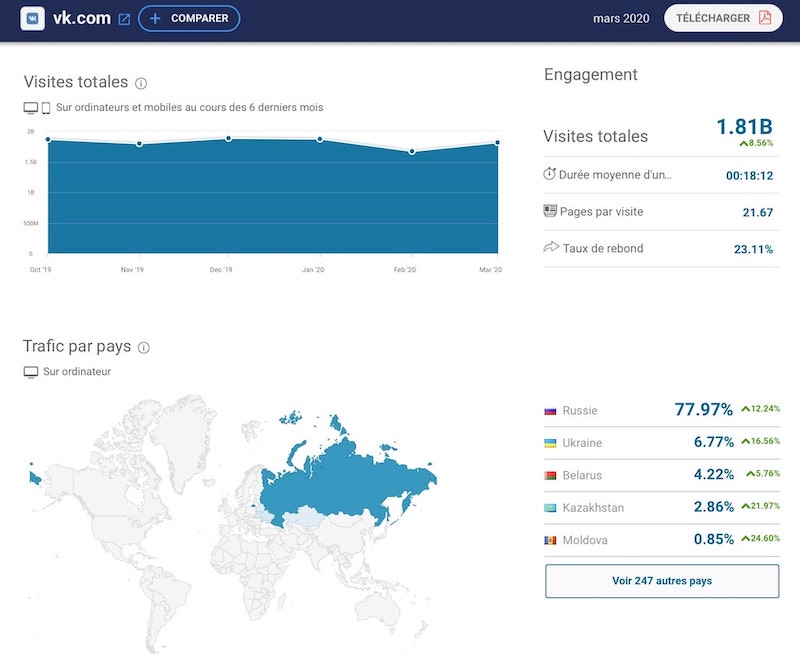 vk.com
+ COMPARER
mars 2020
TÉLÉCHARGER
Visites totales
Sur ordinateurs et mobiles au cours des 6 derniers mois
2B
1.5B
1B
500M
0
Oct '19
Nov '19
Dec '19
Jan '20
Feb '20
Mar '20
Engagement
Visites totales
1.81B
8.56%
Durée moyenne d'un...
00:18:12
Pages par visite
21.67
Taux de rebond
23.11%
Trafic par pays
Sur ordinateur
Russie 77.97% 12.24%
Ukraine 6.77% 16.56%
Belarus 4.22% 5.76%
Kazakhstan 2.86% 21.97%
Moldova 0.85% 24.60%
Voir 247 autres pays